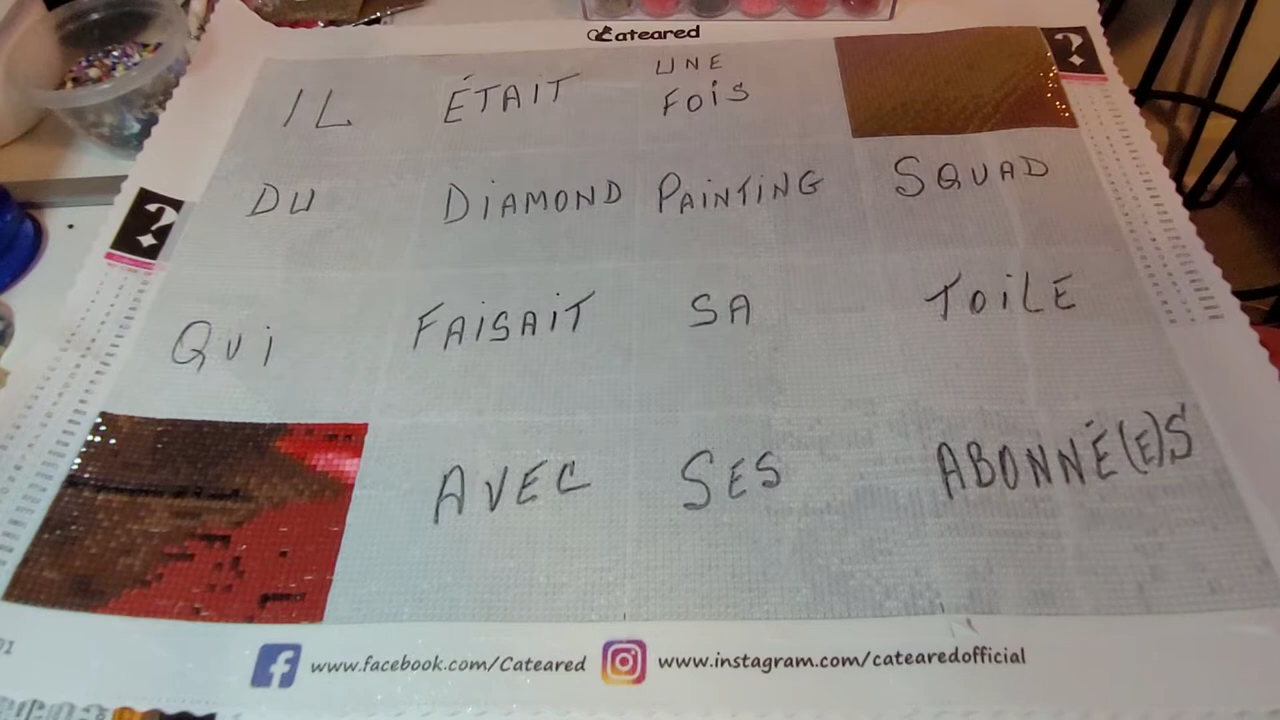 Cateared
IL ÉTAIT UNE FOIS
DU DIAMOND PAINTING SQUAD
QUI FAISAIT SA TOILE
AVEC SES ABONNÉ(E)S
www.facebook.com/Cateared www.instagram.com/catearedofficial